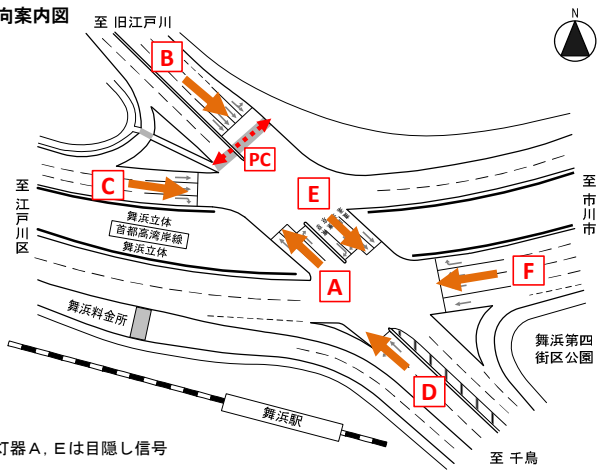 向案内図
至 旧江戸川
N
B
PC
C
E
至江戸川区
舞浜立体
首都高湾岸線
舞浜立体
至市川市
A
F
舞浜料金所
舞浜第四
街区公園
D
舞浜駅
灯器A，Eは目隠し信号
至 千鳥